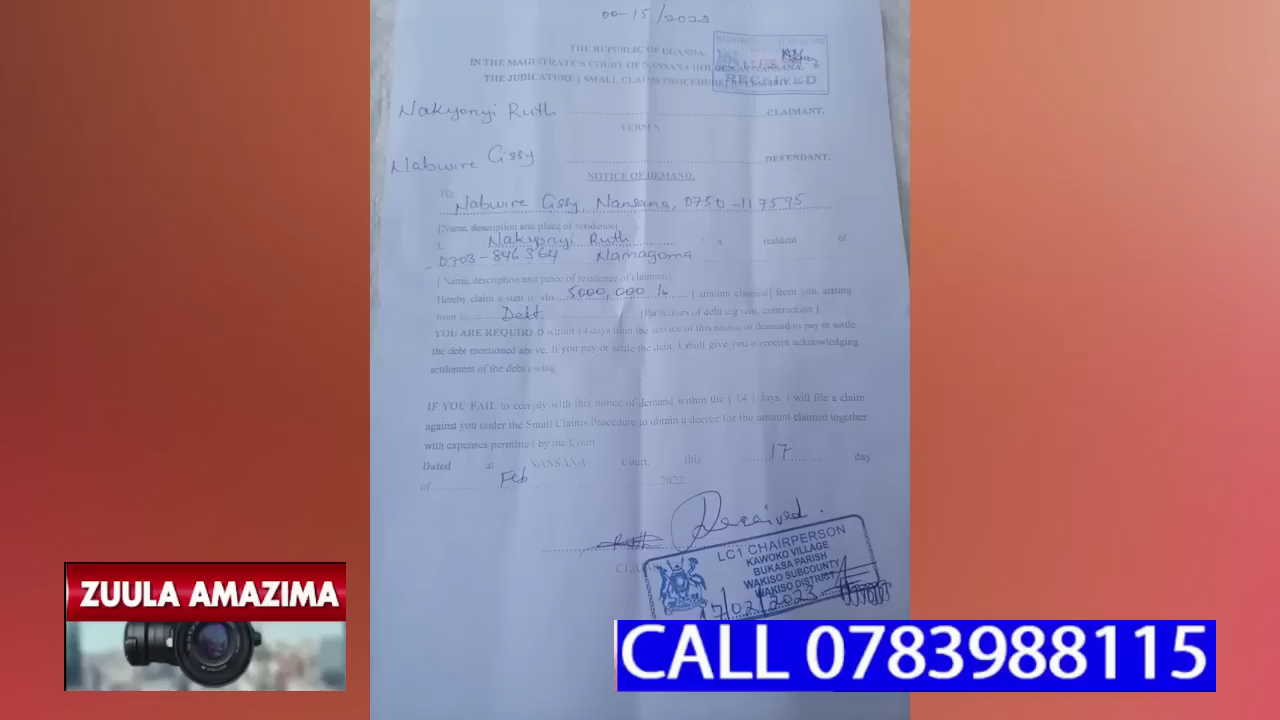 00-15/2023
THE REPUBLIC OF UGANDA.
IN THE MAGISTRATE'S COURT OF NANSANA HOLDEN AT NANSANA.
THE JUDICATURE [ SMALL CLAIMS PROCEDURE]
RECEIVED
Nakyonyi Ruth CLAIMANT.
VERSUS
Nabwire Cissy DEFENDANT.
NOTICE OF DEMAND.
TO:
Nabwire Cissy, Nansana, 0750-117595
[Name, description and place of residence]
I, Nakyonyi Ruth a resident of
0703-846364 Namagoma
[ Name, description and place of residence of claimant]
Hereby claim a sum of shs 5000,000/= [ amount claimed] from you, arising
from Debt [Particulars of debt e.g rent, contract etc ]
YOU ARE REQUIRED within 14 days from the service of this notice of demand to pay or settle
the debt mentioned above. If you pay or settle the debt, I shall give you a receipt acknowledging
settlement of the debt owing
IF YOU FAIL to comply with this notice of demand within the [ 14 ] days, I will file a claim
against you under the Small Claims Procedure to obtain a decree for the amount claimed together
with expenses permitted by the Court
Dated at NANSANA Court, this 17 day
of Feb 2022
Received.
LC1 CHAIRPERSON
KAWOKO VILLAGE
BUKASA PARISH
WAKISO SUBCOUNTY
WAKISO DISTRICT
17/02/2023
ZUULA AMAZIMA
CALL 0783988115